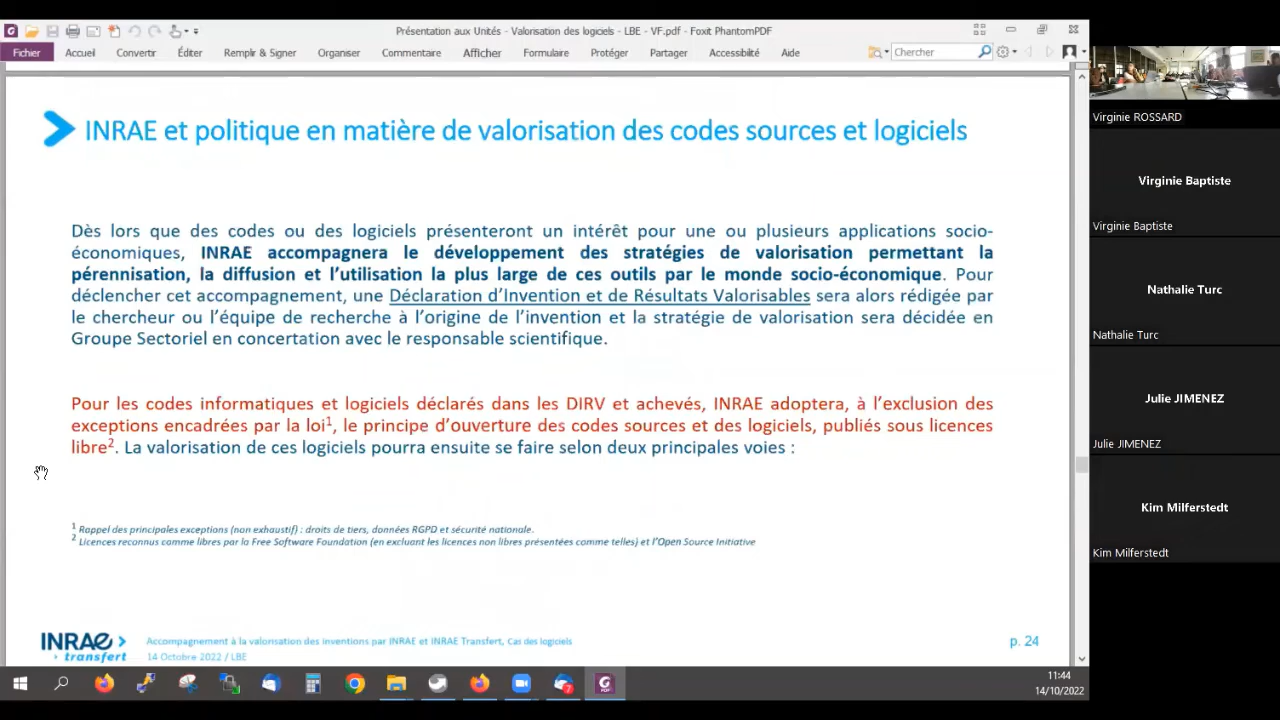 Présentation aux Unités - Valorisation des logiciels - LBE - VF.pdf - Foxit PhantomPDF
Fichier Accueil Convertir Éditer Remplir & Signer Organiser Commentaire Afficher Formulaire Protéger Partager Accessibilité Aide Chercher
INRAE et politique en matière de valorisation des codes sources et logiciels
Dès lors que des codes ou des logiciels présenteront un intérêt pour une ou plusieurs applications socio-
économiques, INRAE accompagnera le développement des stratégies de valorisation permettant la
pérennisation, la diffusion et l'utilisation la plus large de ces outils par le monde socio-économique. Pour
déclencher cet accompagnement, une Déclaration d'Invention et de Résultats Valorisables sera alors rédigée par
le chercheur ou l'équipe de recherche à l'origine de l'invention et la stratégie de valorisation sera décidée en
Groupe Sectoriel en concertation avec le responsable scientifique.
Pour les codes informatiques et logiciels déclarés dans les DIRV et achevés, INRAE adoptera, à l'exclusion des
exceptions encadrées par la loi1, le principe d'ouverture des codes sources et des logiciels, publiés sous licences
libre2. La valorisation de ces logiciels pourra ensuite se faire selon deux principales voies :
1 Rappel des principales exceptions (non exhaustif) : droits de tiers, données RGPD et sécurité nationale.
2 Licences reconnus comme libres par la Free Software Foundation (en excluant les licences non libres présentées comme telles) et l'Open Source Initiative
INRAE
transfert
Accompagnement à la valorisation des inventions par INRAE et INRAE Transfert, Cas des logiciels
14 Octobre 2022 / LBE
p. 24
11:44
14/10/2022
Virginie ROSSARD
Virginie Baptiste
Virginie Baptiste
Nathalie Turc
Nathalie Turc
Julie JIMENEZ
Julie JIMENEZ
Kim Milferstedt
Kim Milferstedt